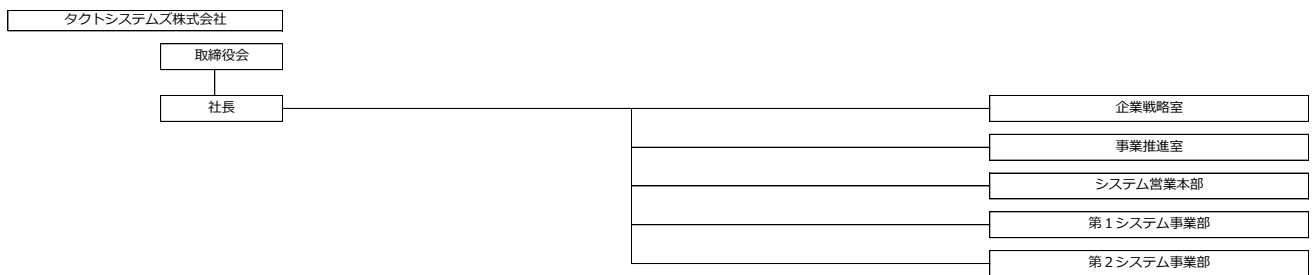 タクトシステムズ株式会社
取締役会
社長
企業戦略室
事業推進室
システム営業本部
第１システム事業部
第２システム事業部